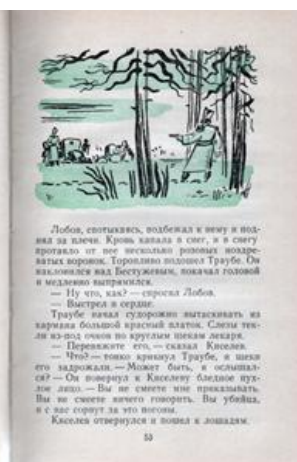 Лобов, спотыкаясь, подбежал к нему и под-
нял за плечи. Кровь капала в снег, и в снегу
протаяло от нее несколько розовых ноздре-
ватых воронок. Торопливо подошел Траубе. Он
наклонился над Бестужевым, покачал головой
и медленно выпрямился.
— Ну что, как? — спросил Лобов.
— Выстрел в сердце.
Траубе начал судорожно вытаскивать из
кармана большой красный платок. Слезы тек-
ли из-под очков по круглым щекам лекаря.
— Перевяжите его, — сказал Киселев.
— Что? — тонко крикнул Траубе, и щеки
его задрожали. — Может быть, я ослышал-
ся? — Он повернул к Киселеву бледное пух-
лое лицо. — Вы не смеете мне приказывать.
Вы не смеете ничего говорить. Вы убийца,
и с вас сорвут за это погоны.
Киселев отвернулся и пошел к лошадям.
53